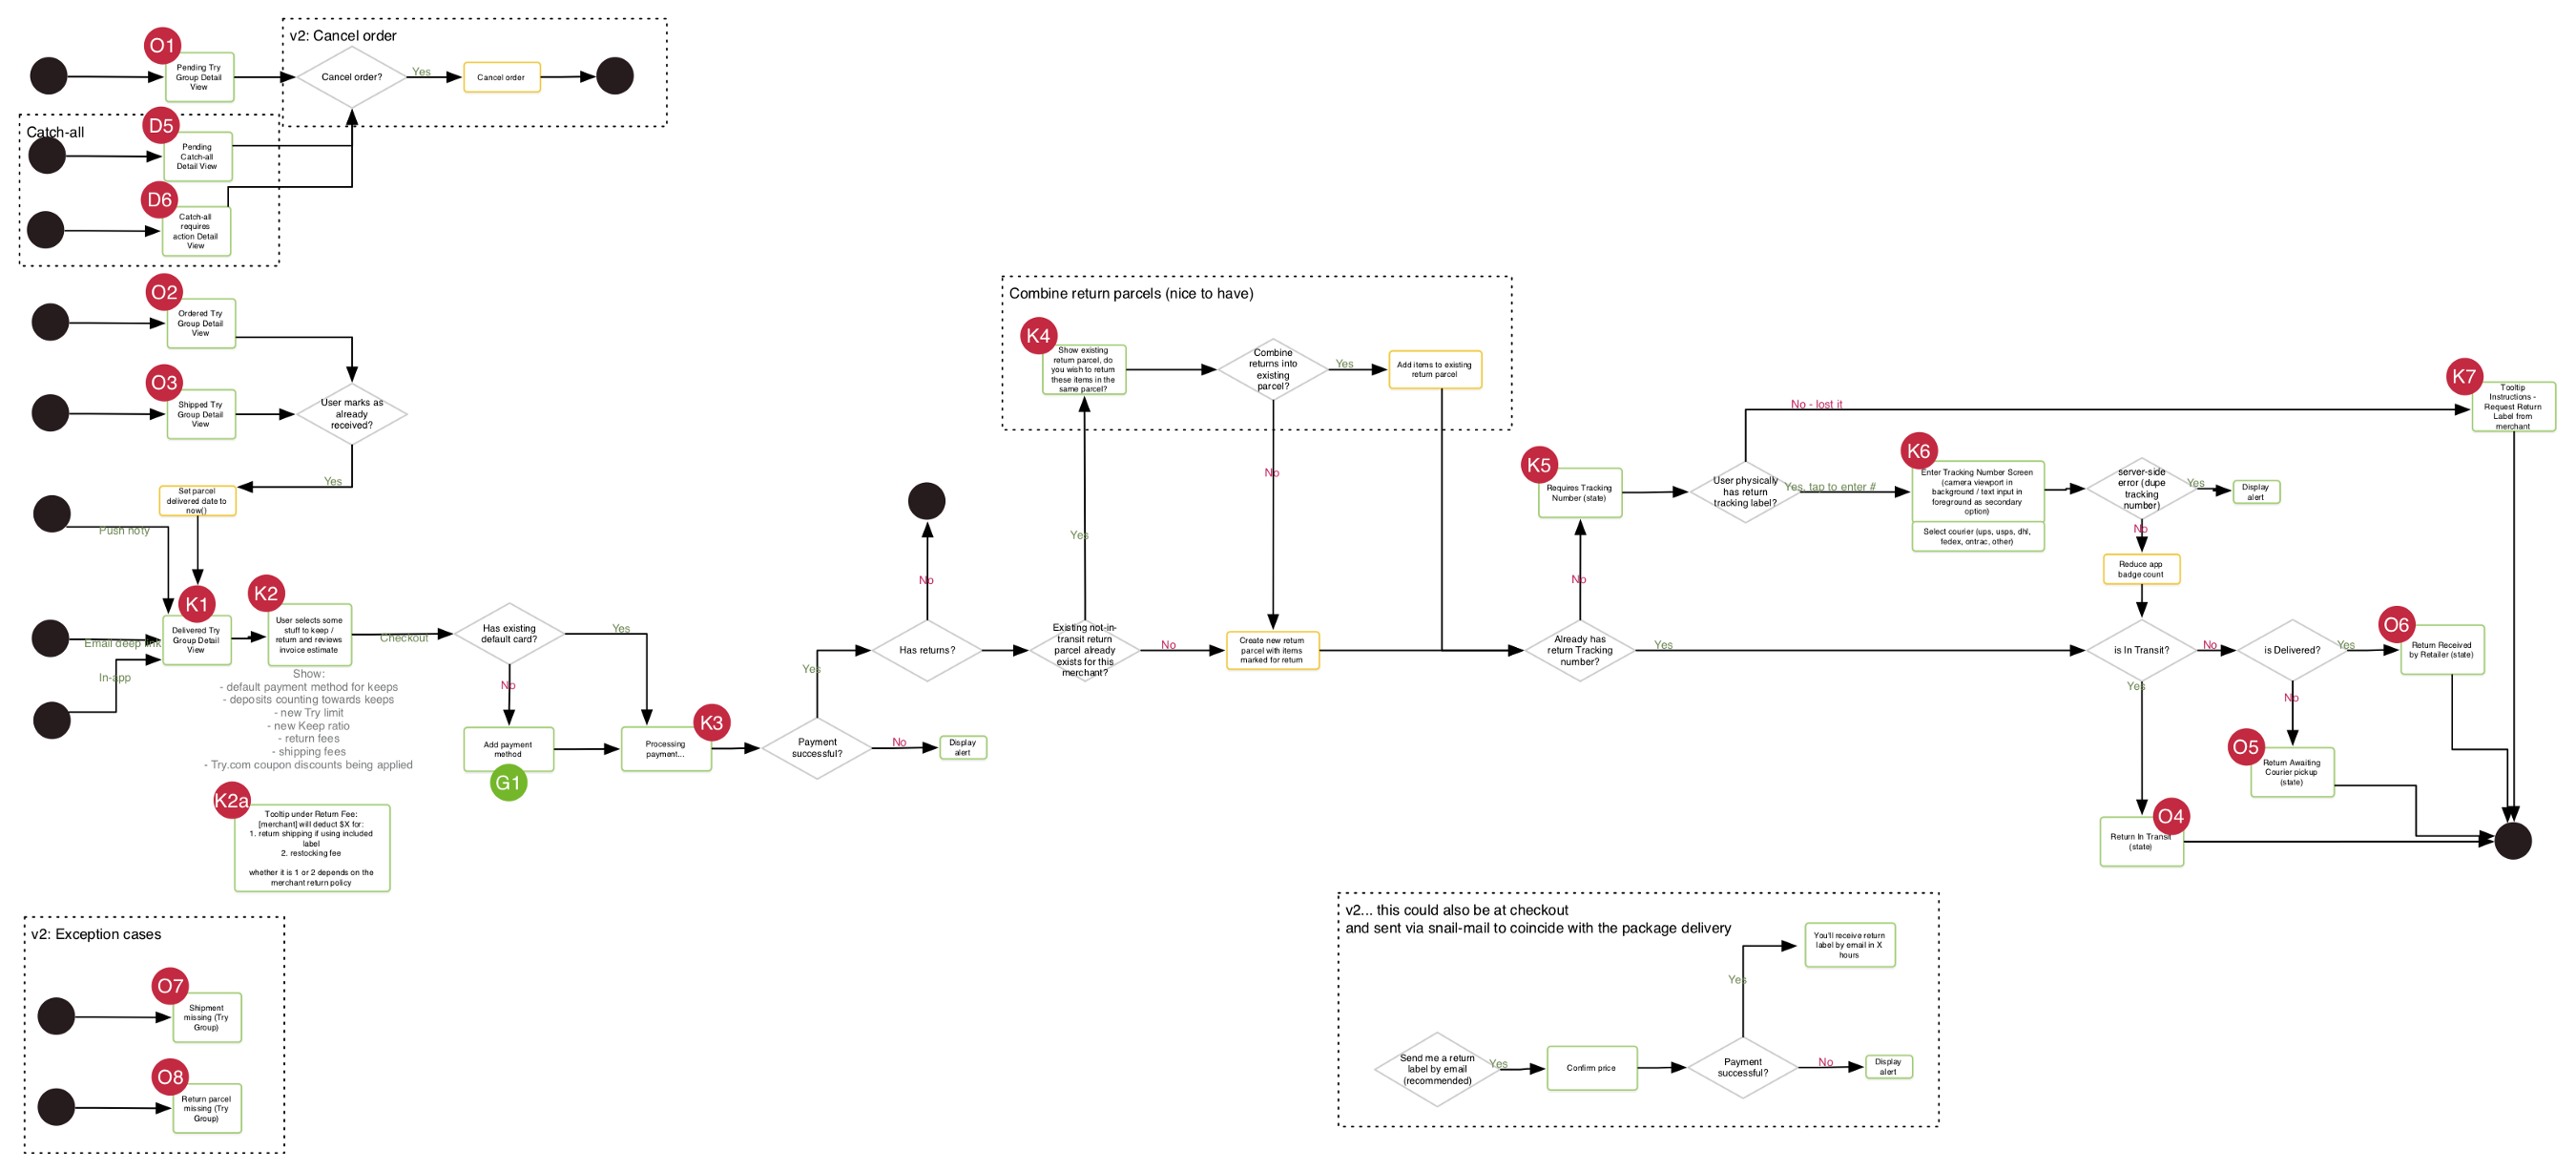 v2: Cancel order
O1
Pending Try
Group Detail
View
Cancel order?
Yes
Cancel order
Catch-all
D5
Pending
Catch-all
Detail View
D6
Catch-all
requires
action Detail
View
O2
Ordered Try
Group Detail
View
O3
Shipped Try
Group Detail
View
User marks as
already
received?
Yes
Set parcel
delivered date to
now()
Push noty
Email deep link
In-app
K1
Delivered Try
Group Detail
View
K2
User selects some
stuff to keep /
return and reviews
invoice estimate
Checkout
Show:
- default payment method for keeps
- deposits counting towards keeps
- new Try limit
- new Keep ratio
- return fees
- shipping fees
- Try.com coupon discounts being applied
K2a
Tooltip under Return Fee:
[merchant] will deduct $X for:
1. return shipping if using included
label
2. restocking fee
whether it is 1 or 2 depends on the
merchant return policy
Has existing
default card?
Yes
No
Add payment
method
G1
K3
Processing
payment...
Payment
successful?
Yes
No
Display
alert
Has returns?
No
Existing not-in-
transit return
parcel already
exists for this
merchant?
Yes
No
Combine return parcels (nice to have)
K4
Show existing
return parcel, do
you wish to return
these items in the
same parcel?
Combine
returns into
existing
parcel?
Yes
No
Add items to existing
return parcel
Create new return
parcel with items
marked for return
Already has
return Tracking
number?
No
Yes
K5
Requires Tracking
Number (state)
User physically
has return
tracking label?
No - lost it
Yes, tap to enter #
K6
Enter Tracking Number Screen
(camera viewport in
background / text input in
foreground as secondary
option)
Select courier (ups, usps, dhl,
fedex, ontrac, other)
server-side
error (dupe
tracking
number)
Yes
Display
alert
No
Reduce app
badge count
K7
Tooltip
Instructions -
Request Return
Label from
merchant
is In Transit?
No
Yes
is Delivered?
Yes
No
O6
Return Received
by Retailer (state)
O5
Return Awaiting
Courier pickup
(state)
O4
Return In Transit
(state)
v2: Exception cases
O7
Shipment
missing (Try
Group)
O8
Return parcel
missing (Try
Group)
v2... this could also be at checkout
and sent via snail-mail to coincide with the package delivery
Send me a return
label by email
(recommended)
Yes
Confirm price
Payment
successful?
Yes
You'll receive return
label by email in X
hours
No
Display
alert